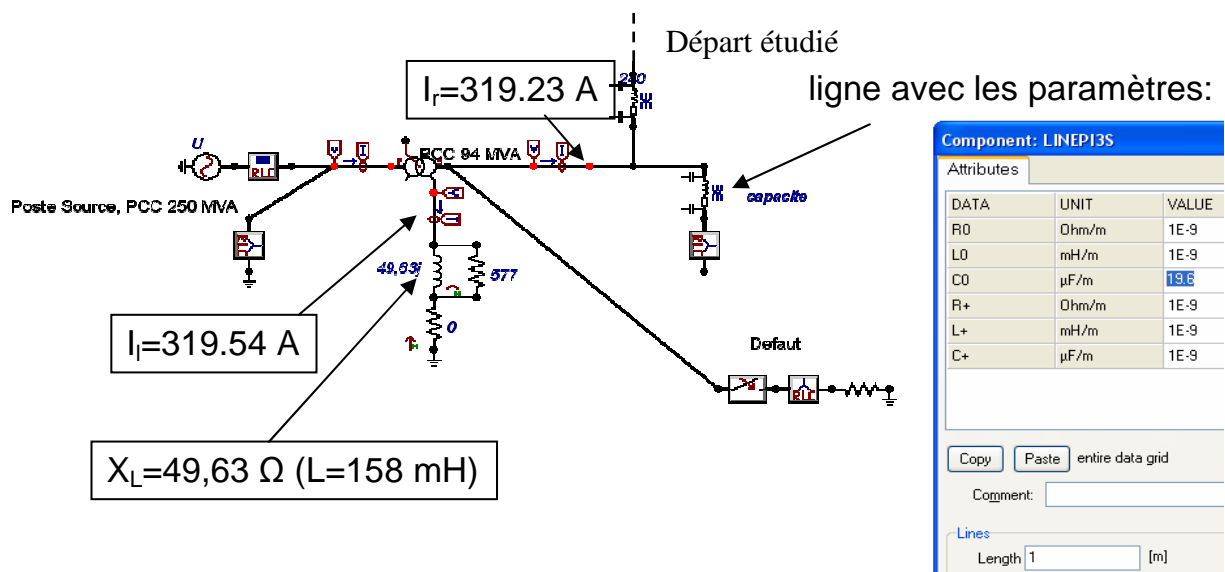 Départ étudié
ligne avec les paramètres:
Ir=319.23 A
U
RLC
PCC 94 MVA
Poste Source, PCC 250 MVA
capacite
49,63j
577
0
Il=319.54 A
XL=49,63 Ω (L=158 mH)
Defaut
RLC
Component: LINEPI3S
Attributes
DATA UNIT VALUE
R0 Ohm/m 1E-9
L0 mH/m 1E-9
C0 µF/m 19.6
R+ Ohm/m 1E-9
L+ mH/m 1E-9
C+ µF/m 1E-9
Copy Paste entire data grid
Comment:
Lines
Length 1 [m]